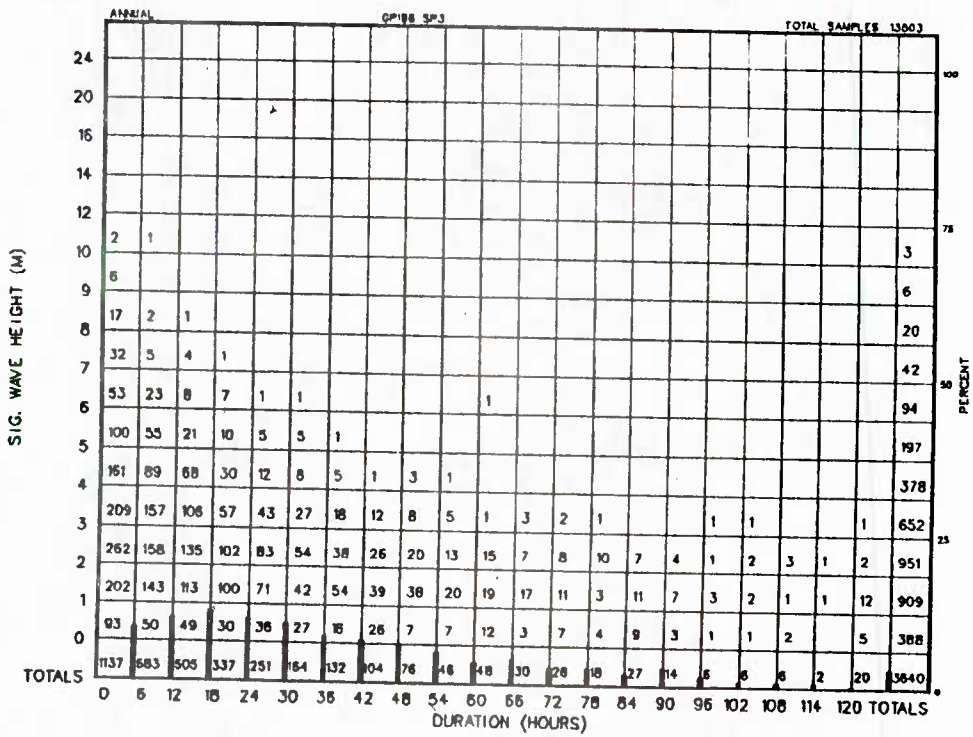 ANNUAL
SP3
TOTAL SAMPLES
24
100
20
16
14
12
75
2 1 3
10
6 6
9
17 2 1 20
8
32 5 4 1 42
7
50
53 23 8 7 1 1 1 94
6
100 55 21 10 5 5 1 197
5
161 89 68 30 12 8 5 1 3 1 378
4
209 157 106 57 43 27 18 12 8 5 1 3 2 1 1 1 1 652
3
25
262 158 135 102 83 54 38 26 20 13 15 7 8 10 7 4 1 2 3 1 2 951
2
202 143 113 100 71 42 54 39 38 20 19 17 11 3 11 7 3 2 1 1 12 909
1
93 50 49 30 36 27 16 26 7 7 12 3 7 4 9 3 1 1 2 5 388
0
TOTALS 1137 683 505 337 251 164 132 104 76 46 48 30 28 18 27 14 6 6 6 2 20 3640
0
0 6 12 18 24 30 36 42 48 54 60 66 72 78 84 90 96 102 108 114 120 TOTALS
DURATION (HOURS)
SIG. WAVE HEIGHT (M)
PERCENT